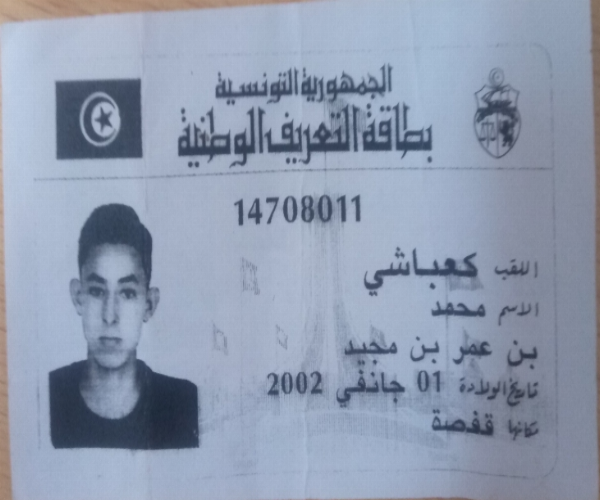 الجمهورية التونسية
بطاقة التعريف الوطنية
14708011
اللقب كعباشي
الاسم محمد
بن عمر بن مجيد
تاريخ الولادة 01 جانفي 2002
مكانها قفصة